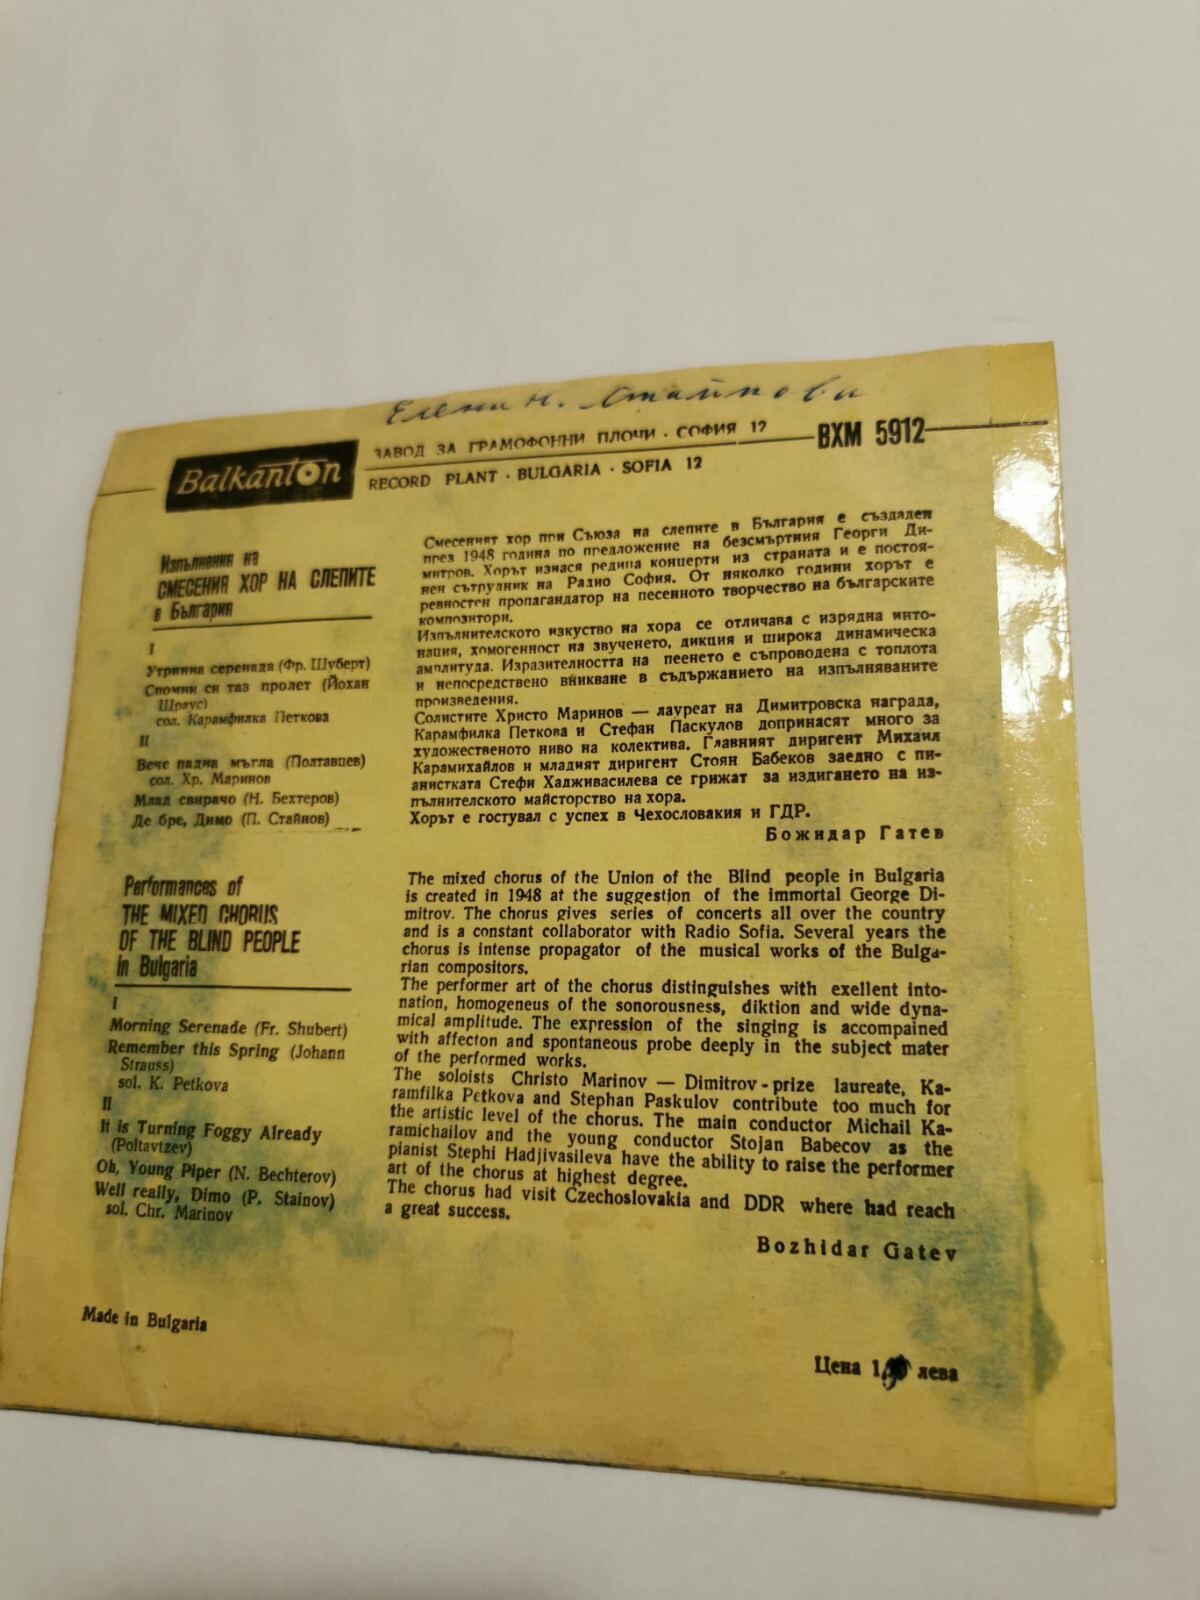 Balkanton
ЗАВОД ЗА ГРАМОФОННИ ПЛОЧИ · СОФИЯ 12
ВХМ 5912
RECORD PLANT · BULGARIA · SOFIA 12
Изпълнения на
СМЕСЕНИЯ ХОР НА СЛЕПИТЕ
в България
I
Утринна серенада (Фр. Шуберт)
Спомни си таз пролет (Йохан
Щраус)
сол. Карамфилка Петкова
II
Вече падна мъгла (Полтавцев)
сол. Хр. Маринов
Млад свирачо (Н. Бехтеров)
Де бре, Димо (П. Стайнов)
Смесеният хор при Съюза на слепите в България е създаден
през 1948 година по предложение на безсмъртния Георги Ди-
митров. Хорът изнася редица концерти из страната и е постоя-
нен сътрудник на Радио София. От няколко години хорът е
ревностен пропагандатор на песенното творчество на българските
композитори.
Изпълнителското изкуство на хора се отличава с изрядна инто-
нация, хомогенност на звученето, дикция и широка динамическа
амплитуда. Изразителността на пеенето е съпроводена с топлота
и непосредствено вникване в съдържанието на изпълняваните
произведения.
Солистите Христо Маринов — лауреат на Димитровска награда,
Карамфилка Петкова и Стефан Паскулов допринасят много за
художественото ниво на колектива. Главният диригент Михаил
Карамихайлов и младият диригент Стоян Бабеков заедно с пи-
анистката Стефи Хадживасилева се грижат за издигането на из-
пълнителското майсторство на хора.
Хорът е гостувал с успех в Чехословакия и ГДР.
Божидар Гатев
Performances of
THE MIXED CHORUS
OF THE BLIND PEOPLE
in Bulgaria
I
Morning Serenade (Fr. Shubert)
Remember this Spring (Johann
Strauss)
sol. K. Petkova
II
It is Turning Foggy Already
(Poltavtzev)
Oh, Young Piper (N. Bechterov)
Well really, Dimo (P. Stainov)
sol. Chr. Marinov
The mixed chorus of the Union of the Blind people in Bulgaria
is created in 1948 at the suggestion of the immortal George Di-
mitrov. The chorus gives series of concerts all over the country
and is a constant collaborator with Radio Sofia. Several years the
chorus is intense propagator of the musical works of the Bulga-
rian compositors.
The performer art of the chorus distinguishes with exellent into-
nation, homogeneus of the sonorousness, diktion and wide dyna-
mical amplitude. The expression of the singing is accompained
with affecton and spontaneous probe deeply in the subject mater
of the performed works.
The soloists Christo Marinov — Dimitrov-prize laureate, Ka-
ramfilka Petkova and Stephan Paskulov contribute too much for
the artistic level of the chorus. The main conductor Michail Ka-
ramichailov and the young conductor Stojan Babecov as the
pianist Stephi Hadjivasileva have the ability to raise the performer
art of the chorus at highest degree.
The chorus had visit Czechoslovakia and DDR where had reach
a great success.
Bozhidar Gatev
Made in Bulgaria
Цена лева